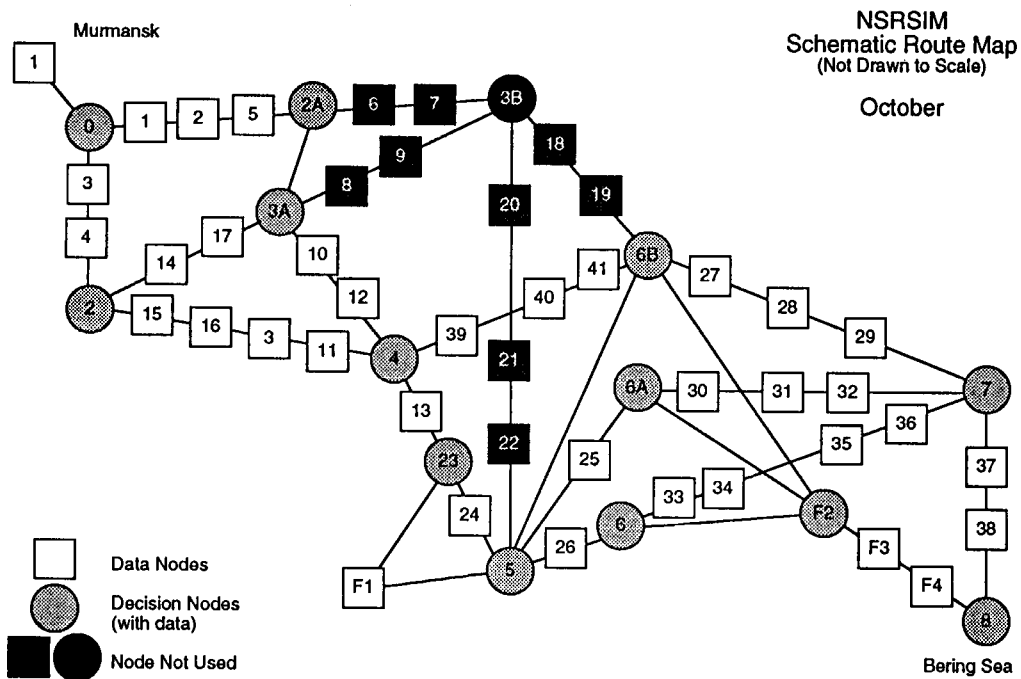 Murmansk
NSRSIM
Schematic Route Map
(Not Drawn to Scale)
October
1
0
1
2
5
2A
6
7
3B
3
4
8
9
18
19
20
3A
14
17
10
12
2
15
16
3
11
4
39
40
41
6B
27
28
29
21
22
13
23
24
6A
30
31
32
7
36
35
34
33
25
37
38
F1
5
26
6
F2
F3
F4
8
Data Nodes
Decision Nodes
(with data)
Node Not Used
Bering Sea